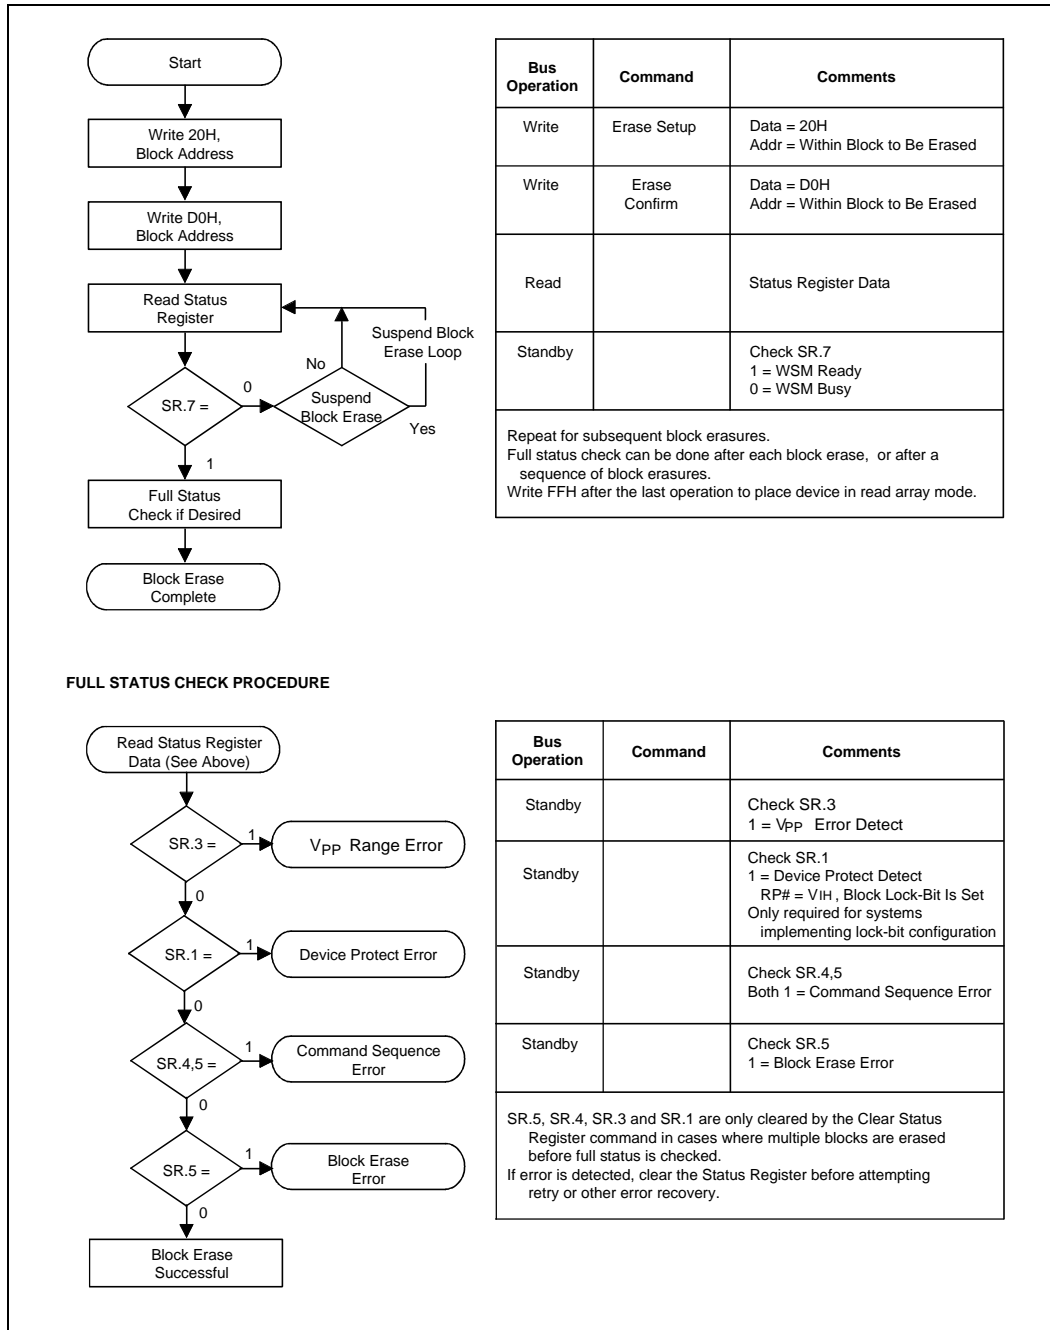 Start
Write 20H,
Block Address
Write D0H,
Block Address
Read Status
Register
Suspend Block
Erase Loop
No
SR.7 =
0
Suspend
Block Erase
Yes
1
Full Status
Check if Desired
Block Erase
Complete
Bus
Operation
Command
Comments
Write
Erase Setup
Data = 20H
Addr = Within Block to Be Erased
Write
Erase
Confirm
Data = D0H
Addr = Within Block to Be Erased
Read
Status Register Data
Standby
Check SR.7
1 = WSM Ready
0 = WSM Busy
Repeat for subsequent block erasures.
Full status check can be done after each block erase, or after a
sequence of block erasures.
Write FFH after the last operation to place device in read array mode.
FULL STATUS CHECK PROCEDURE
Read Status Register
Data (See Above)
SR.3 =
1
VPP Range Error
0
SR.1 =
1
Device Protect Error
0
SR.4,5 =
1
Command Sequence
Error
0
SR.5 =
1
Block Erase
Error
0
Block Erase
Successful
Bus
Operation
Command
Comments
Standby
Check SR.3
1 = VPP Error Detect
Standby
Check SR.1
1 = Device Protect Detect
RP# = VIH, Block Lock-Bit Is Set
Only required for systems
implementing lock-bit configuration
Standby
Check SR.4,5
Both 1 = Command Sequence Error
Standby
Check SR.5
1 = Block Erase Error
SR.5, SR.4, SR.3 and SR.1 are only cleared by the Clear Status
Register command in cases where multiple blocks are erased
before full status is checked.
If error is detected, clear the Status Register before attempting
retry or other error recovery.